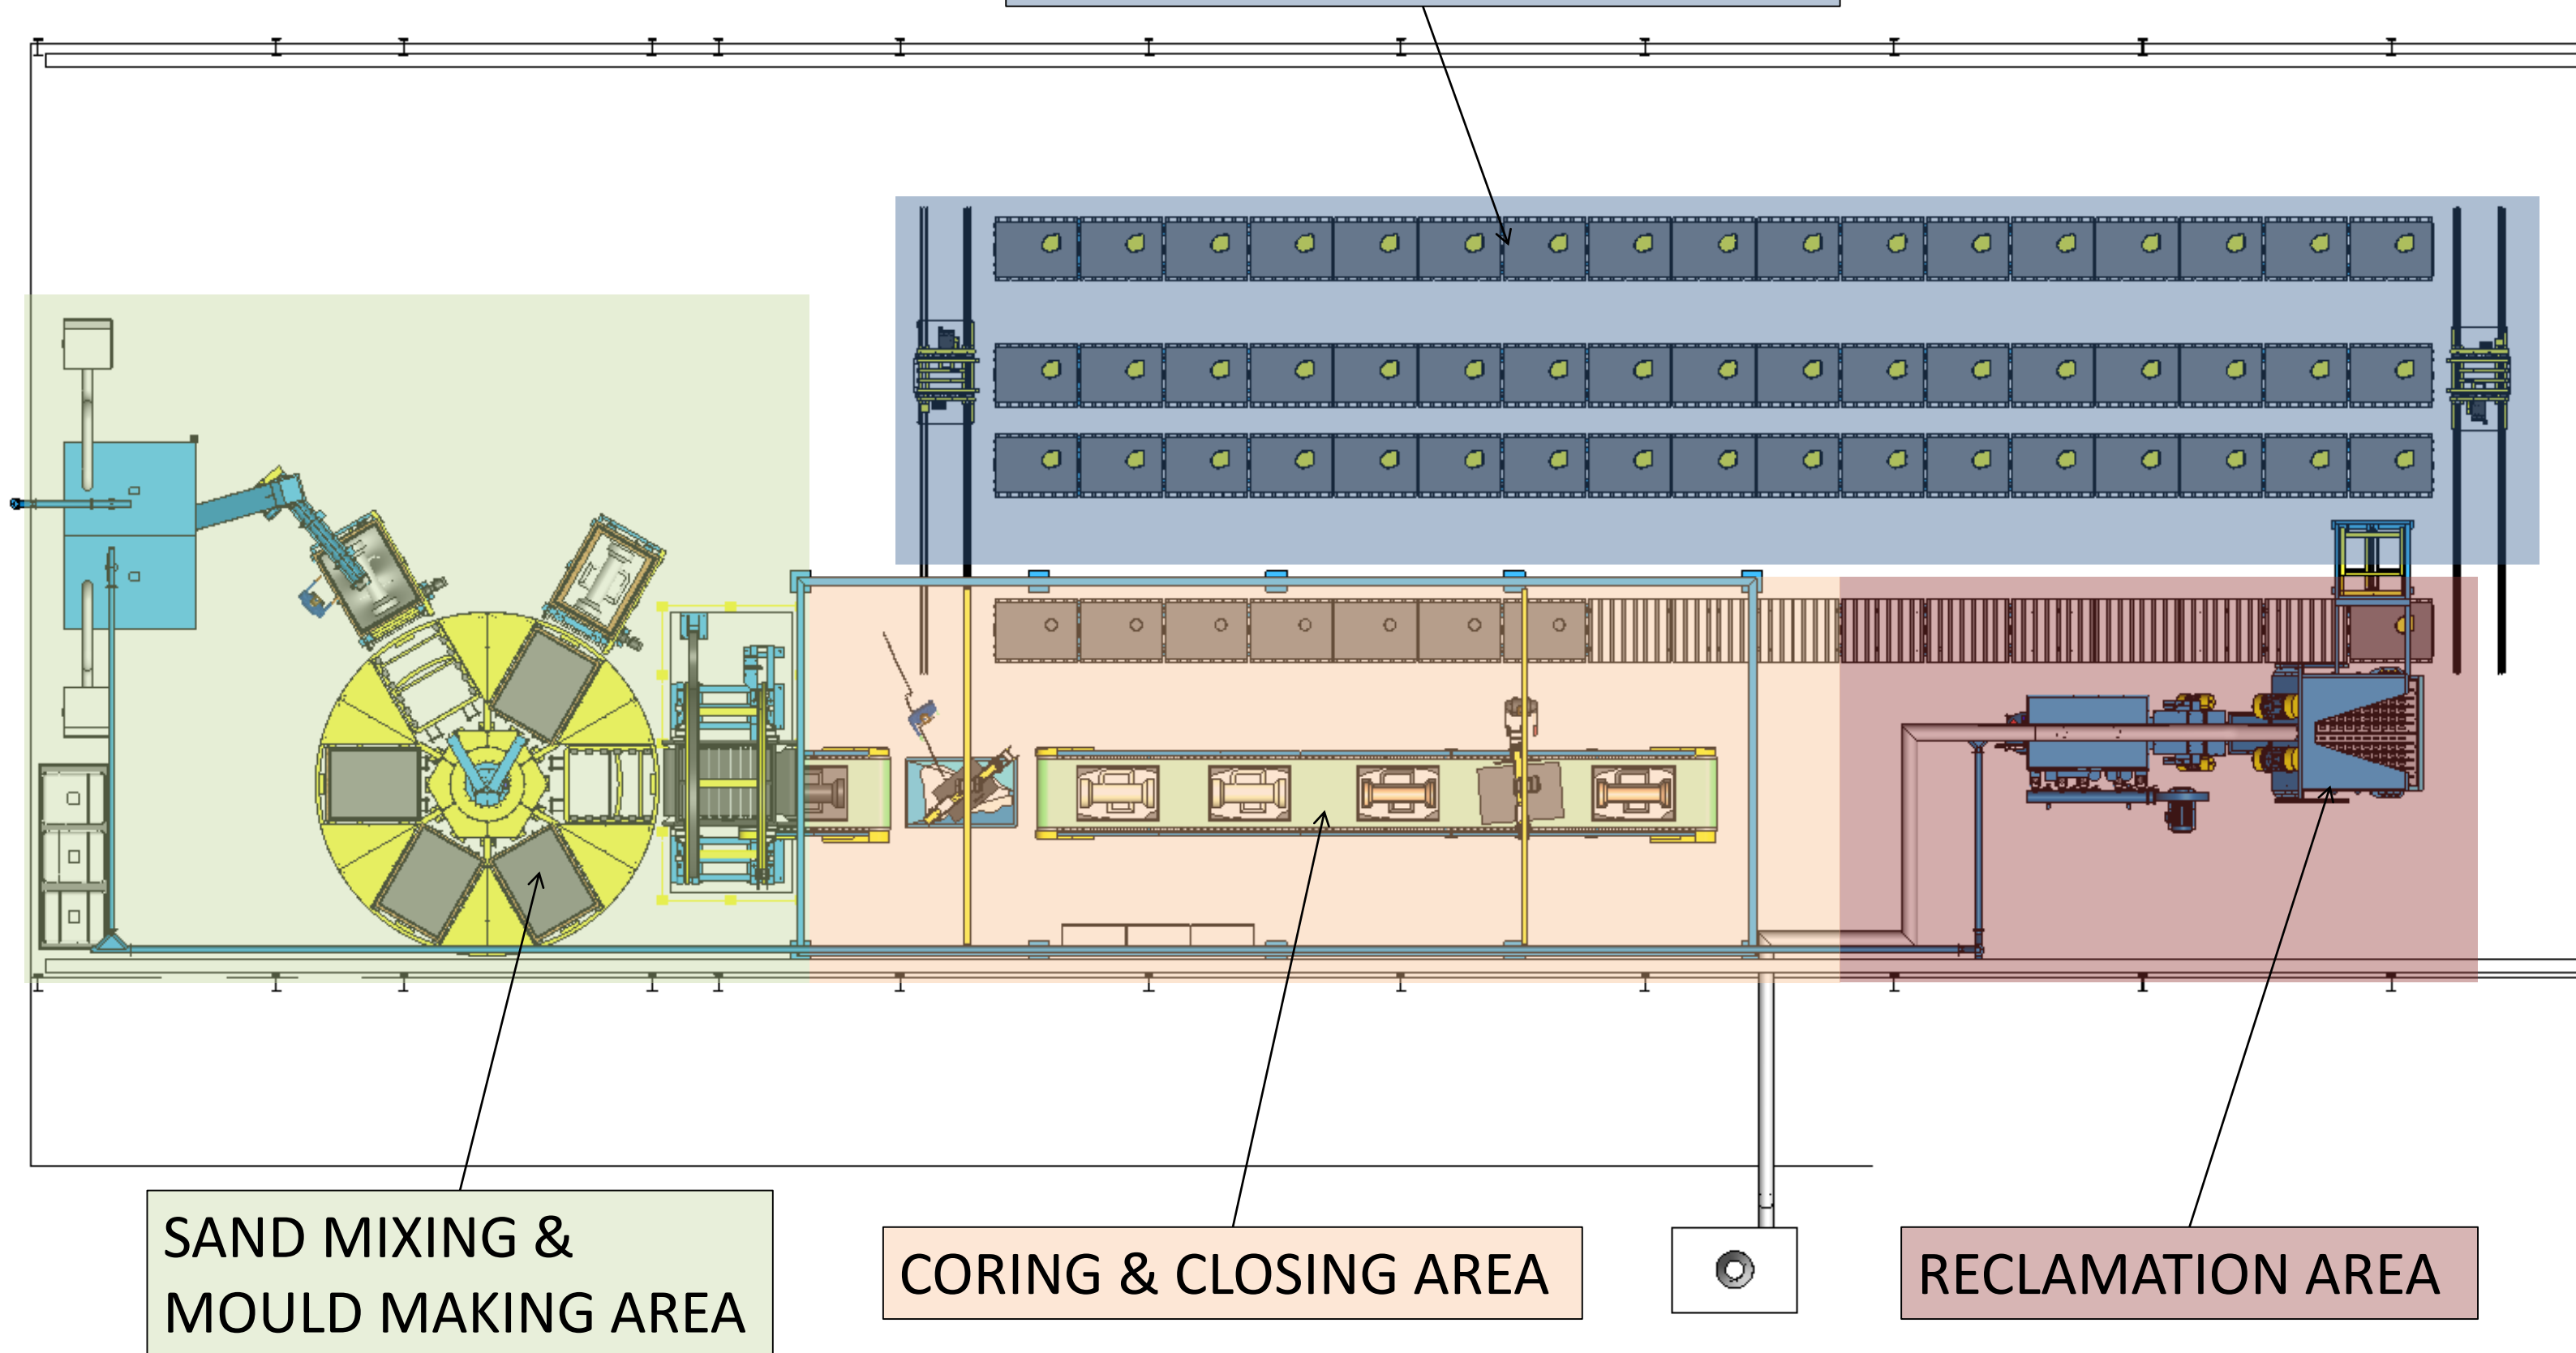 SAND MIXING &
MOULD MAKING AREA
CORING & CLOSING AREA
RECLAMATION AREA